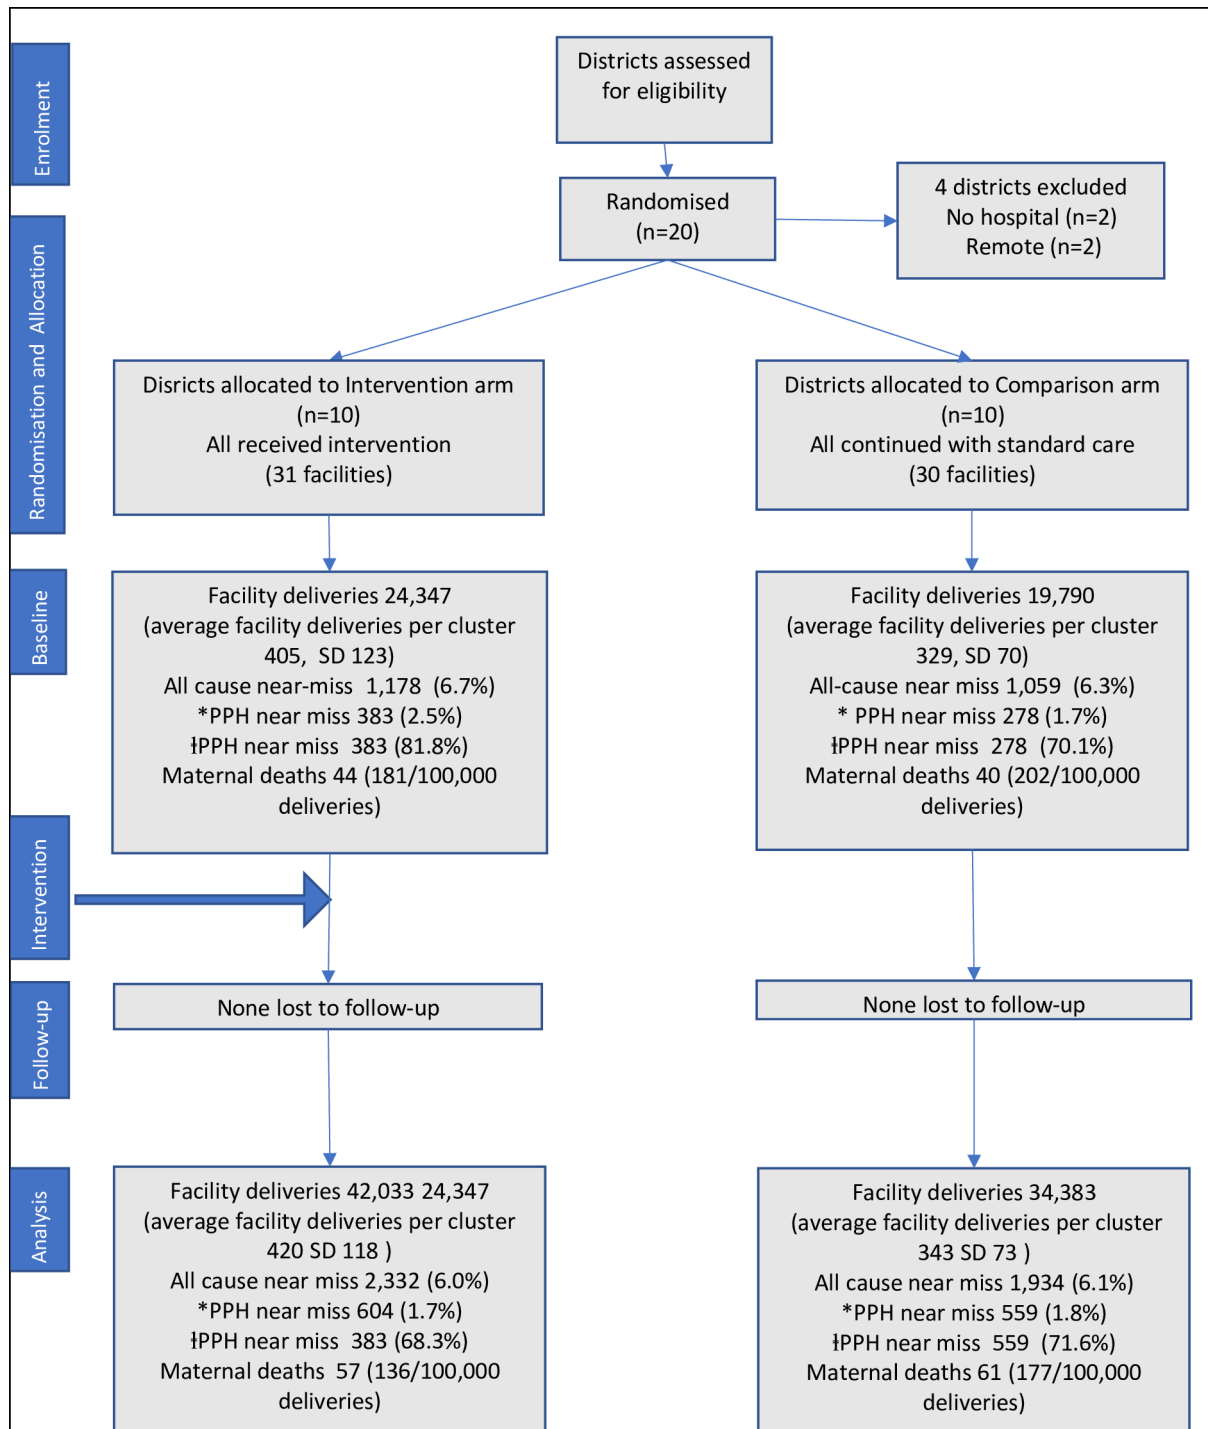 Enrolment
Districts assessed
for eligibility
Randomised
(n=20)
4 districts excluded
No hospital (n=2)
Remote (n=2)
Randomisation and  Allocation
Disricts allocated to Intervention arm
(n=10)
All received intervention
(31 facilities)
Districts allocated to Comparison arm
(n=10)
All continued with standard care
(30 facilities)
Baseline
Facility deliveries 24,347
(average facility deliveries per cluster
405,  SD 123)
All cause near-miss  1,178  (6.7%)
*PPH near miss 383 (2.5%)
ƗPPH near miss  383 (81.8%)
Maternal deaths 44 (181/100,000
deliveries)
Facility deliveries 19,790
(average facility deliveries per cluster
329, SD 70)
All-cause near miss 1,059  (6.3%)
* PPH near miss 278 (1.7%)
ƗPPH near miss  278 (70.1%)
Maternal deaths 40 (202/100,000
deliveries)
Intervention
Follow-up
None lost to follow-up
None lost to follow-up
Analysis
Facility deliveries 42,033 24,347
(average facility deliveries per cluster
420 SD 118 )
All cause near miss 2,332 (6.0%)
*PPH near miss 604 (1.7%)
ƗPPH near miss  383 (68.3%)
Maternal deaths  57 (136/100,000
deliveries)
Facility deliveries 34,383
(average facility deliveries per cluster
343 SD 73 )
All cause near miss 1,934 (6.1%)
*PPH near miss 559 (1.8%)
ƗPPH near miss  559 (71.6%)
Maternal deaths 61 (177/100,000
deliveries)